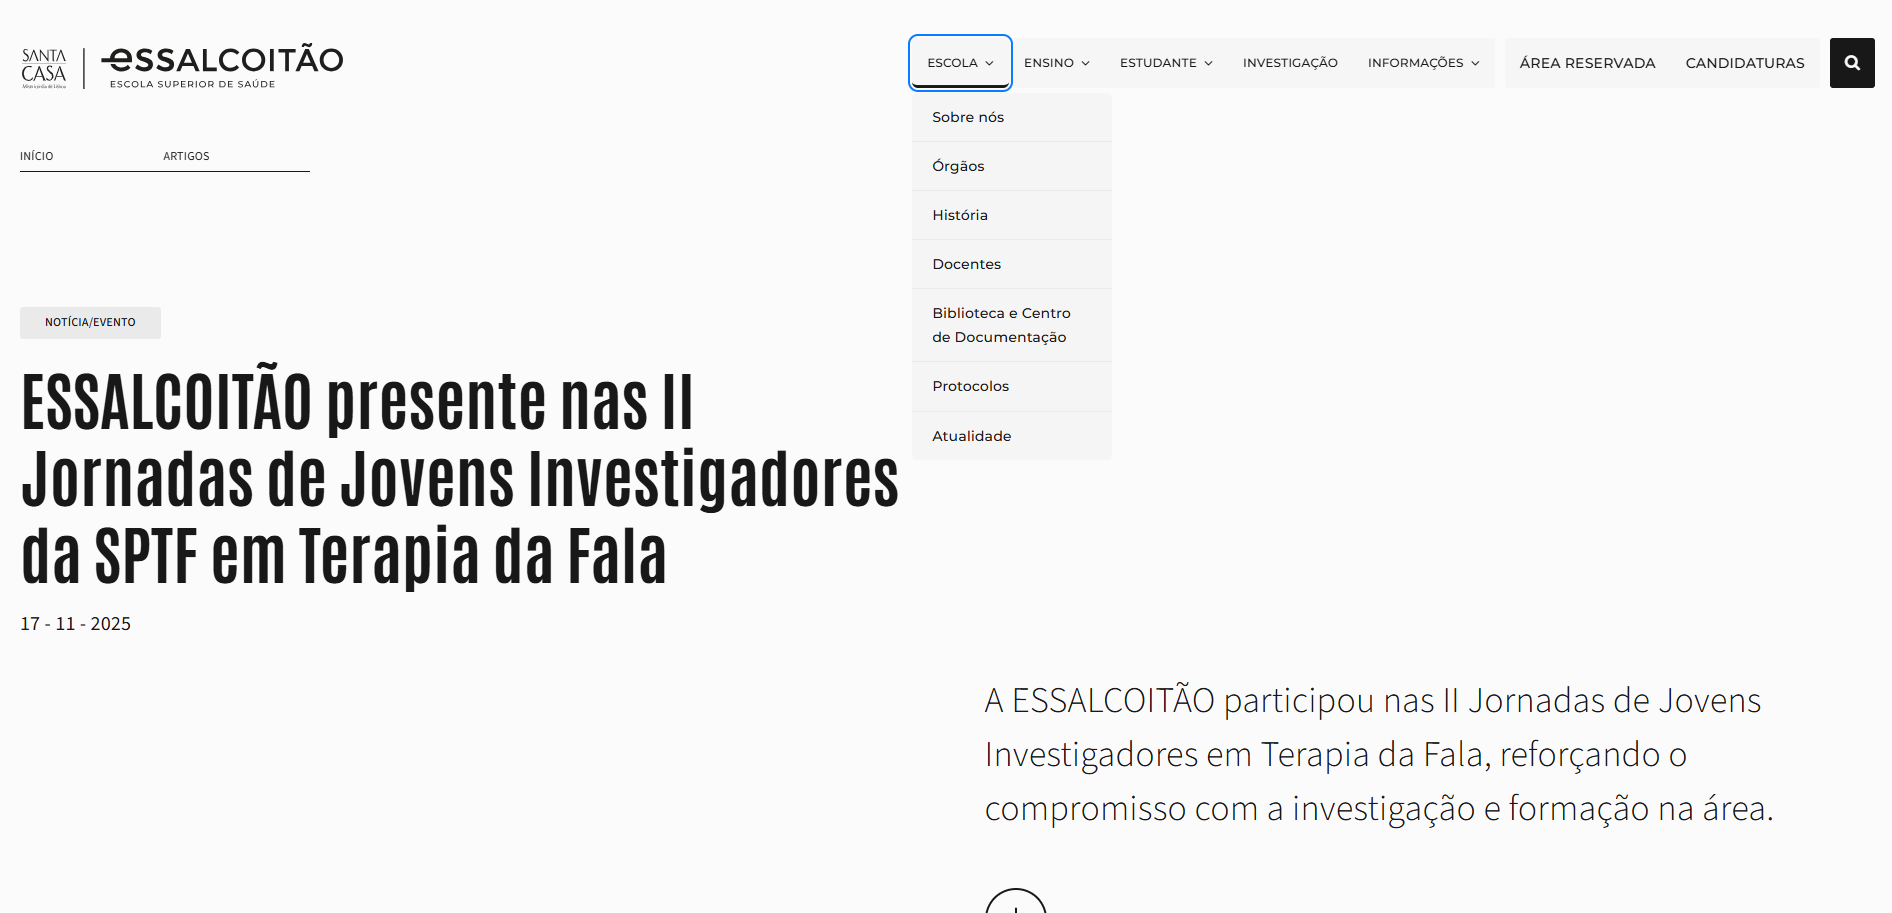 SANTA
CASA
Misericórdia de Lisboa
eSSALCOITÃO
ESCOLA SUPERIOR DE SAÚDE
ESCOLA
ENSINO
ESTUDANTE
INVESTIGAÇÃO
INFORMAÇÕES
ÁREA RESERVADA
CANDIDATURAS
Sobre nós
Órgãos
História
Docentes
Biblioteca e Centro
de Documentação
Protocolos
Atualidade
INÍCIO
ARTIGOS
NOTÍCIA/EVENTO
ESSALCOITÃO presente nas II
Jornadas de Jovens Investigadores
da SPTF em Terapia da Fala
17 - 11 - 2025
A ESSALCOITÃO participou nas II Jornadas de Jovens
Investigadores em Terapia da Fala, reforçando o
compromisso com a investigação e formação na área.